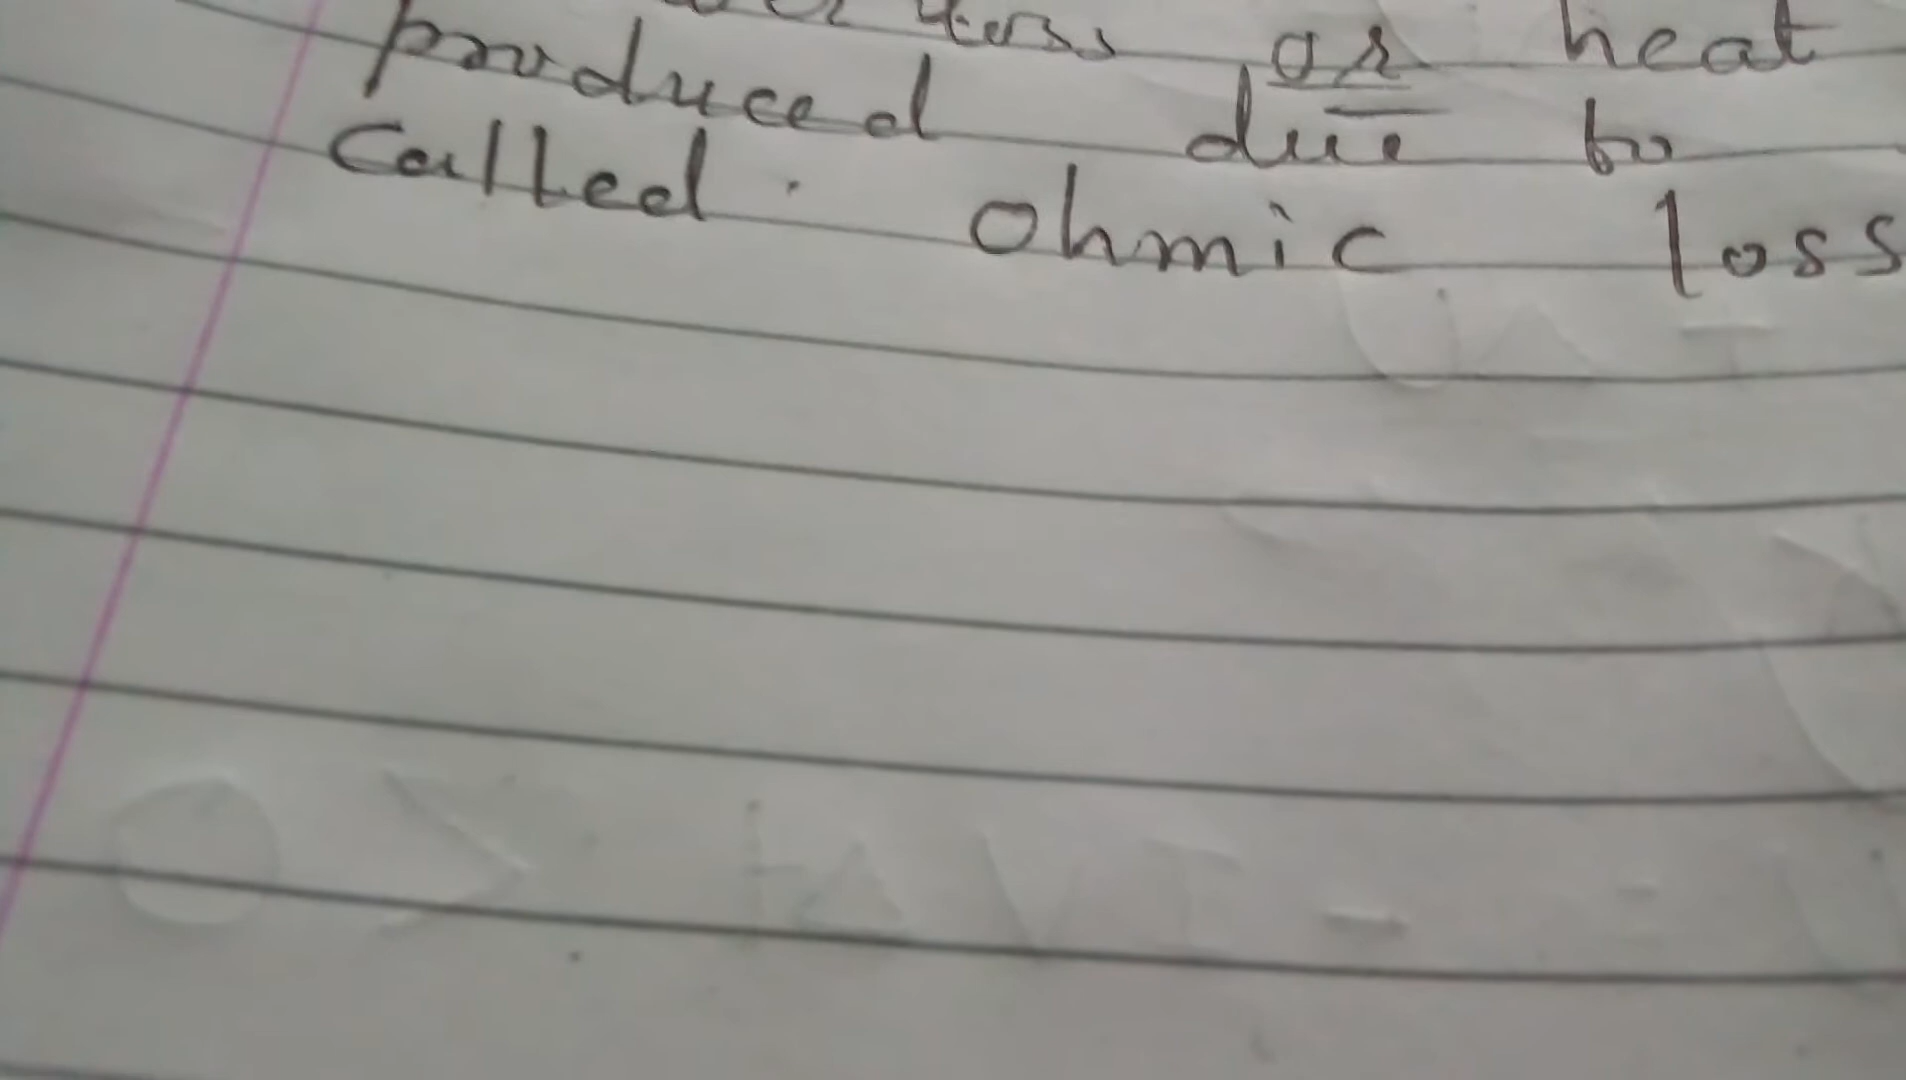 or heat
produced due to
called. ohmic loss